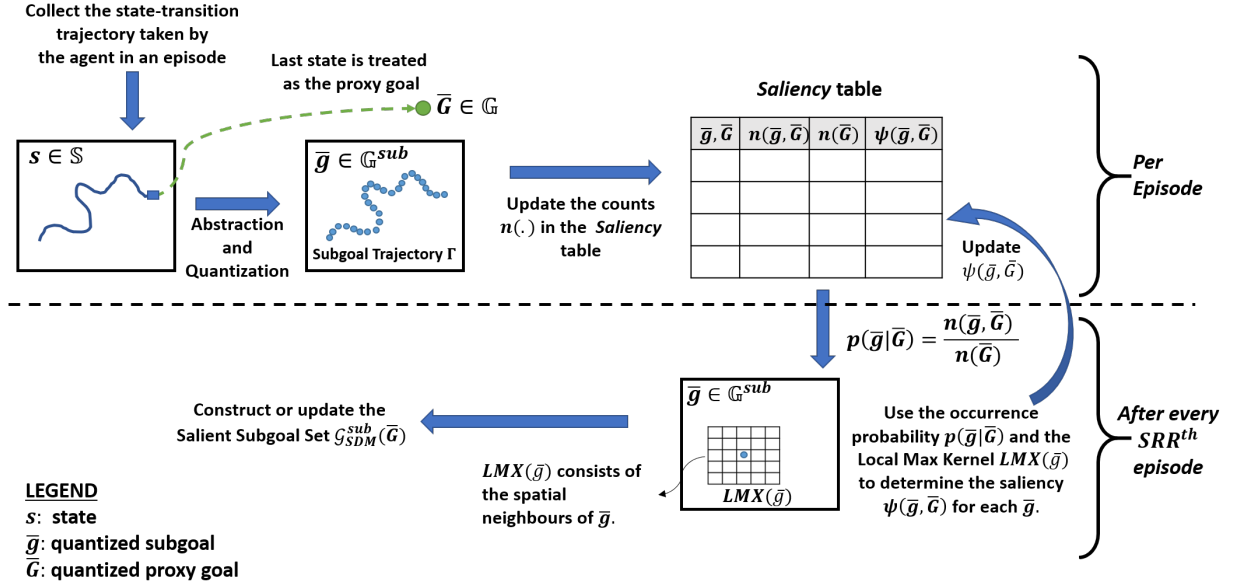 Collect the state-transition
trajectory taken by
the agent in an episode
Last state is treated
as the proxy goal
G̅ ∈ 𝔾
s ∈ 𝕊
Abstraction
and
Quantization
g̅ ∈ 𝔾^sub
Subgoal Trajectory Γ
Update the counts
n(.) in the Saliency
table
Saliency table
g̅, G̅ n(g̅, G̅) n(G̅) ψ(g̅, G̅)
Per
Episode
Update
ψ(g̅, G̅)
p(g̅|G̅) = n(g̅, G̅) / n(G̅)
Construct or update the
Salient Subgoal Set 𝒢^sub_SDM(G̅)
LMX(g̅) consists of
the spatial
neighbours of g̅.
g̅ ∈ 𝔾^sub
LMX(g̅)
Use the occurrence
probability p(g̅|G̅) and the
Local Max Kernel LMX(g̅)
to determine the saliency
ψ(g̅, G̅) for each g̅.
After every
SRR^th
episode
LEGEND
s: state
g̅: quantized subgoal
G̅: quantized proxy goal